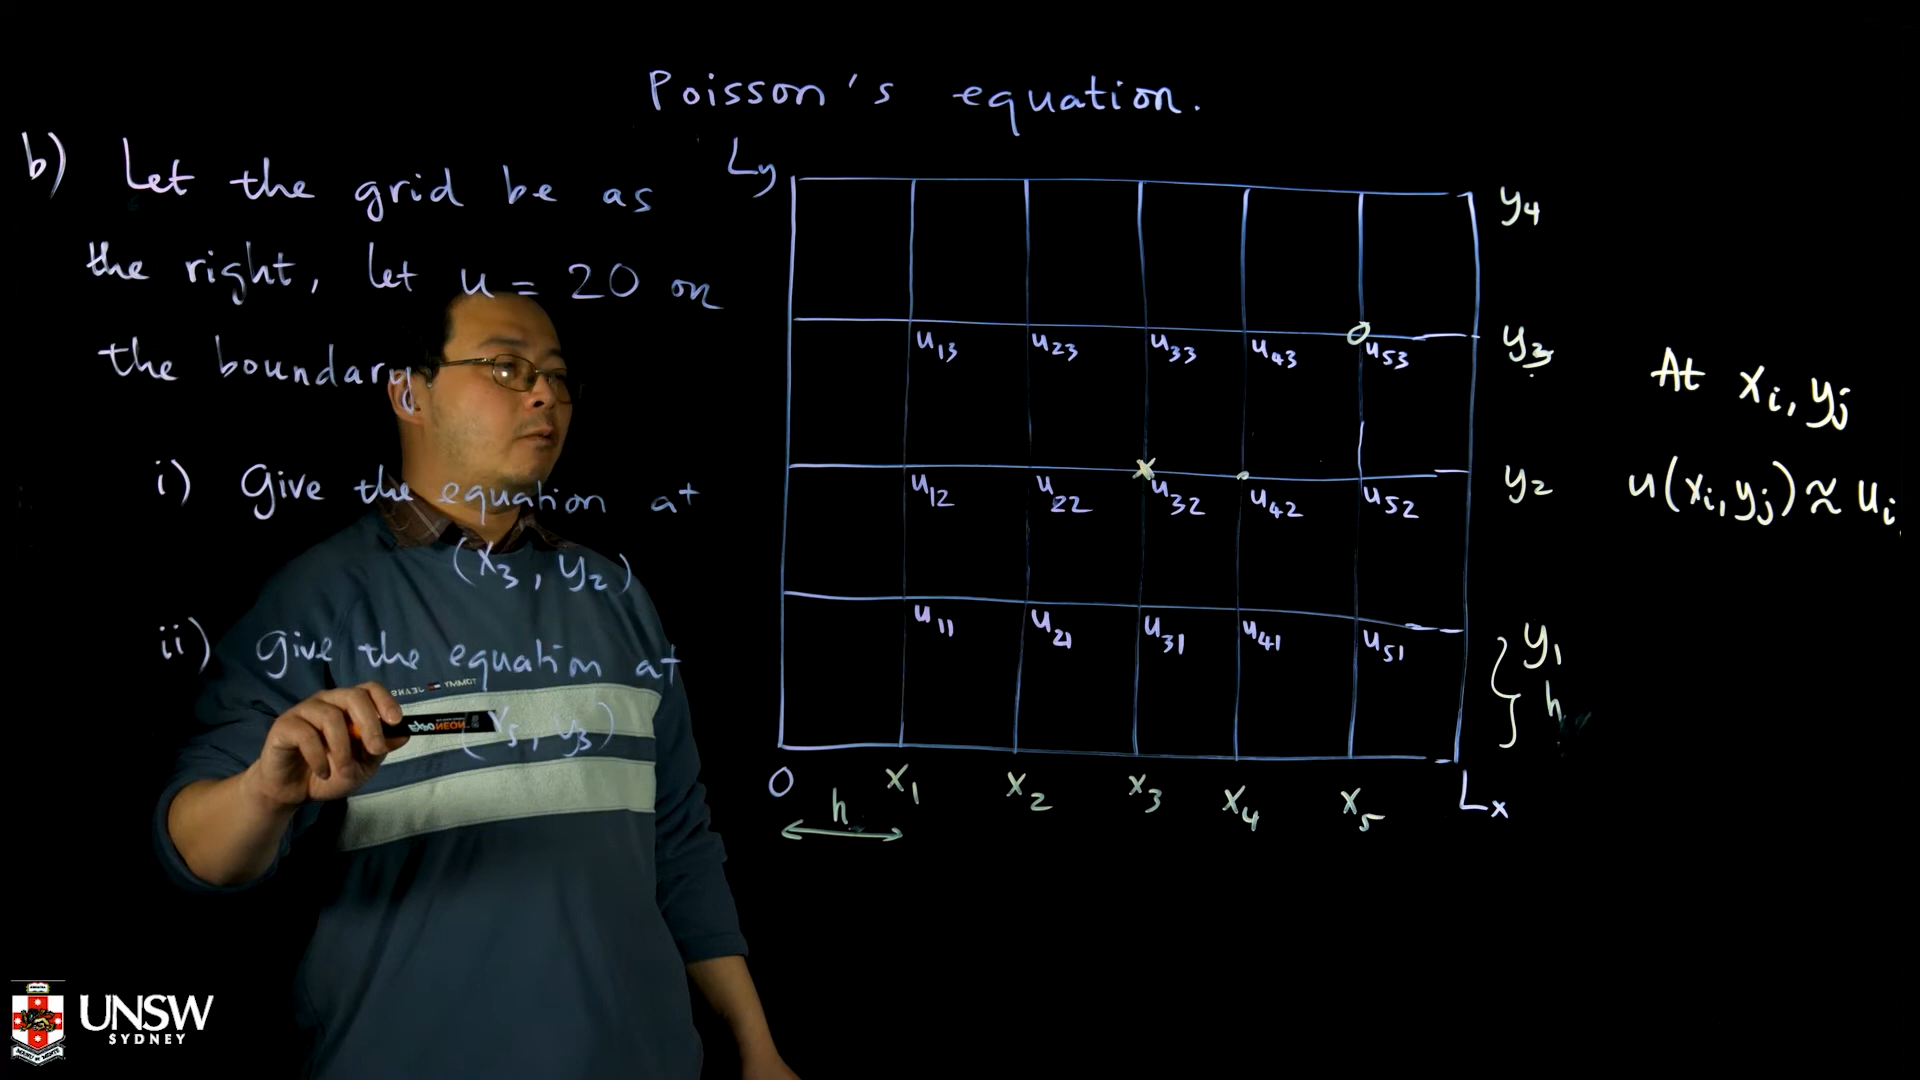 Poisson's equation.
b) Let the grid be as
the right, let u = 20 on
the boundary
i) Give the equation at
(x₃, y₂)
ii) Give the equation at
(x₅, y₃)
Ly
y₄
u₁₃ u₂₃ u₃₃ u₄₃ u₅₃ y₃
u₁₂ u₂₂ u₃₂ u₄₂ u₅₂ y₂
u₁₁ u₂₁ u₃₁ u₄₁ u₅₁ y₁
h
0 x₁ x₂ x₃ x₄ x₅ Lx
h
At xᵢ, yⱼ
u(xᵢ, yⱼ) ≈ uᵢ
UNSW
SYDNEY